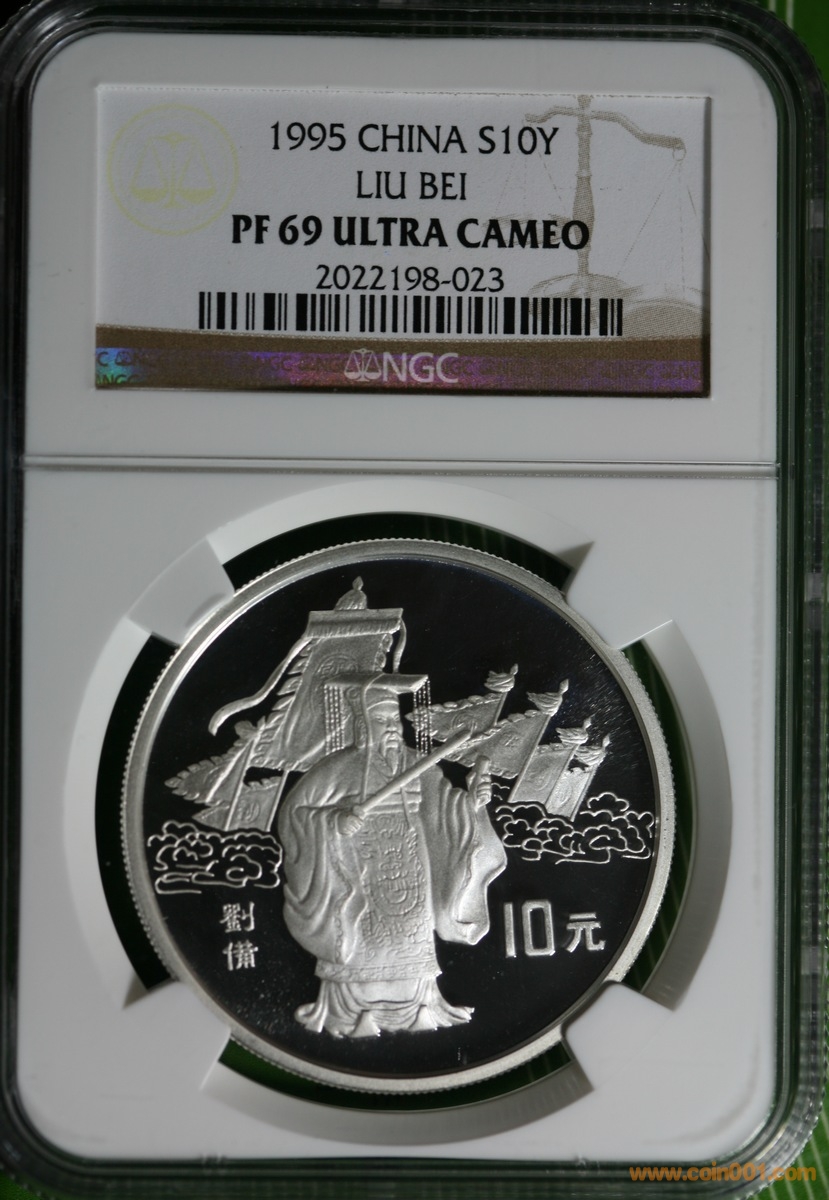 1995 CHINA S10Y
LIU BEI
PF 69 ULTRA CAMEO
2022198-023
NGC
劉備
10元
www.coin001.com